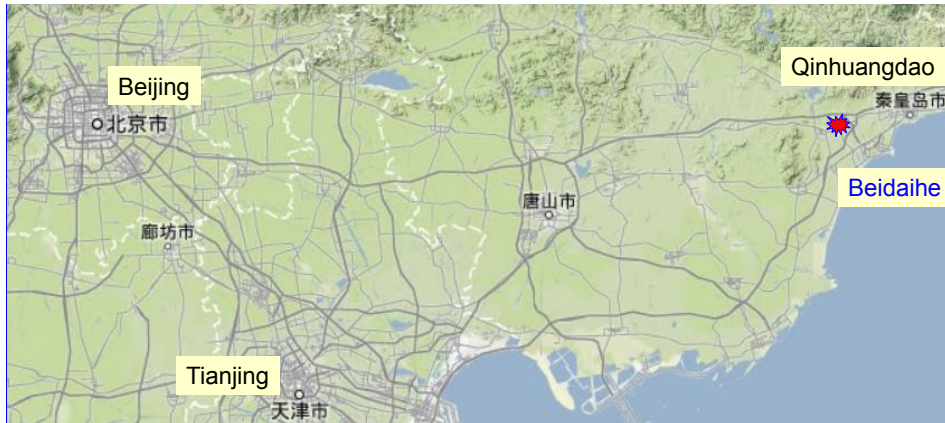 Qinhuangdao
秦皇岛市
Beijing
北京市
Beidaihe
唐山市
廊坊市
Tianjing
天津市